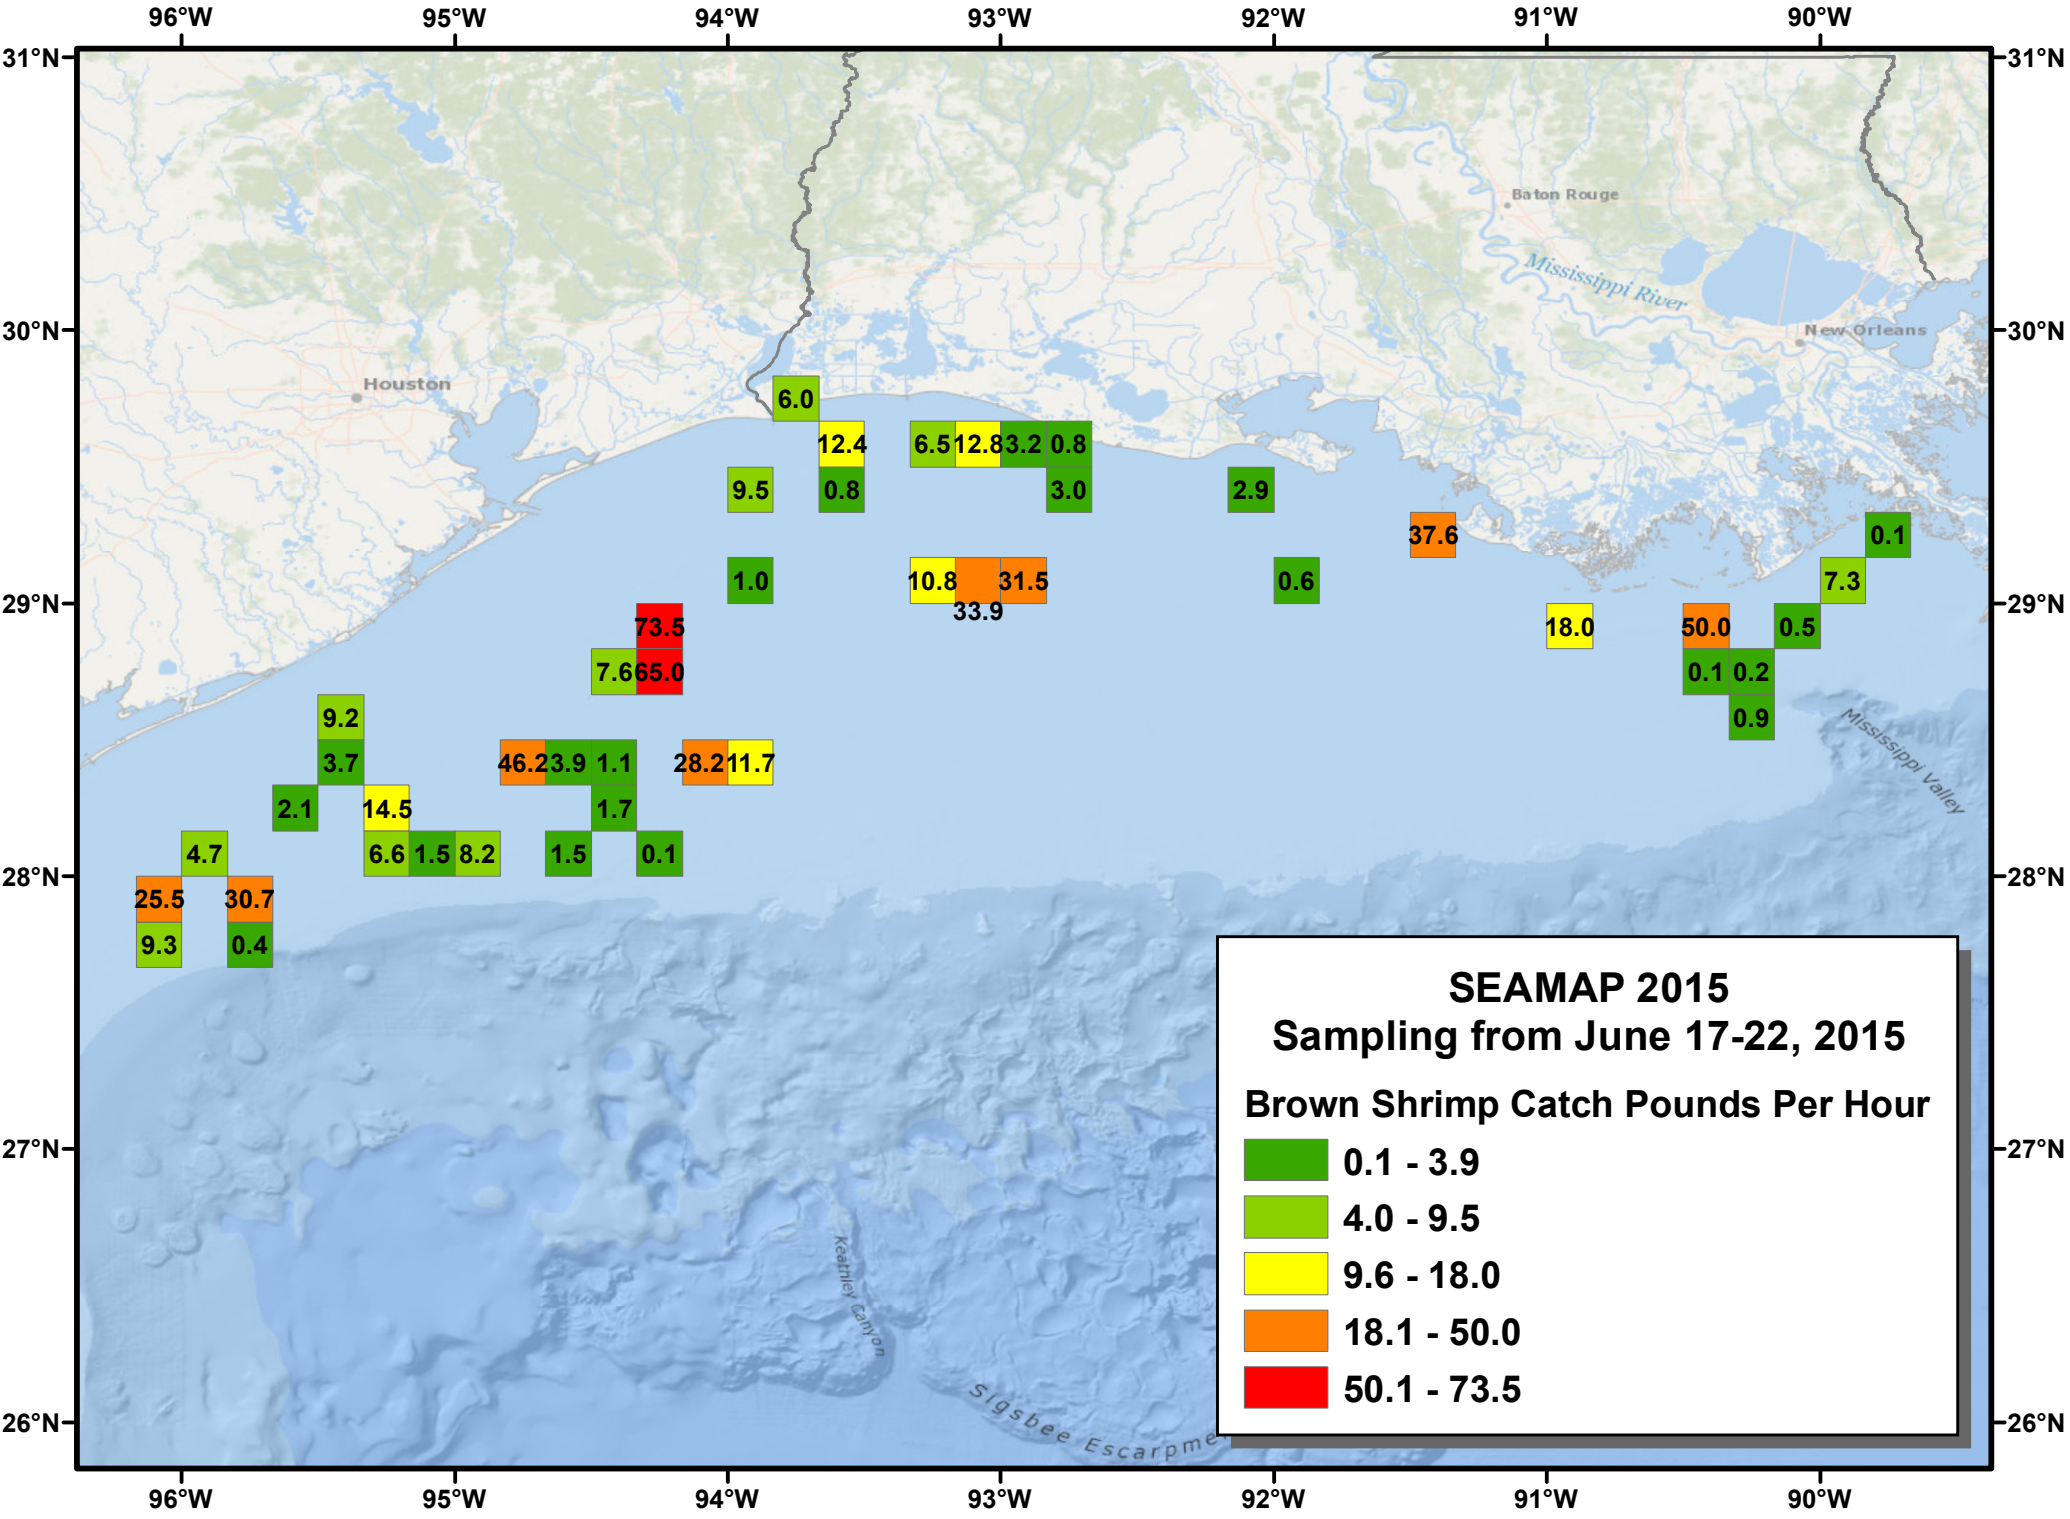 96°W 95°W 94°W 93°W 92°W 91°W 90°W
31°N 31°N
Baton Rouge
Mississippi River
30°N New Orleans 30°N
Houston
6.0
12.4 6.5 12.8 3.2 0.8
9.5 0.8 3.0 2.9
37.6 0.1
1.0 10.8 31.5 0.6 7.3
29°N 33.9 29°N
73.5 18.0 50.0 0.5
7.6 65.0 0.1 0.2
9.2 0.9
Mississippi Valley
3.7 46.2 3.9 1.1 28.2 11.7
2.1 14.5 1.7
4.7 6.6 1.5 8.2 1.5 0.1
28°N 28°N
25.5 30.7
9.3 0.4
SEAMAP 2015
Sampling from June 17-22, 2015
Brown Shrimp Catch Pounds Per Hour
27°N 27°N
0.1 - 3.9
4.0 - 9.5
9.6 - 18.0
18.1 - 50.0
50.1 - 73.5
Keathley Canyon
Sigsbee Escarpme
26°N 26°N
96°W 95°W 94°W 93°W 92°W 91°W 90°W